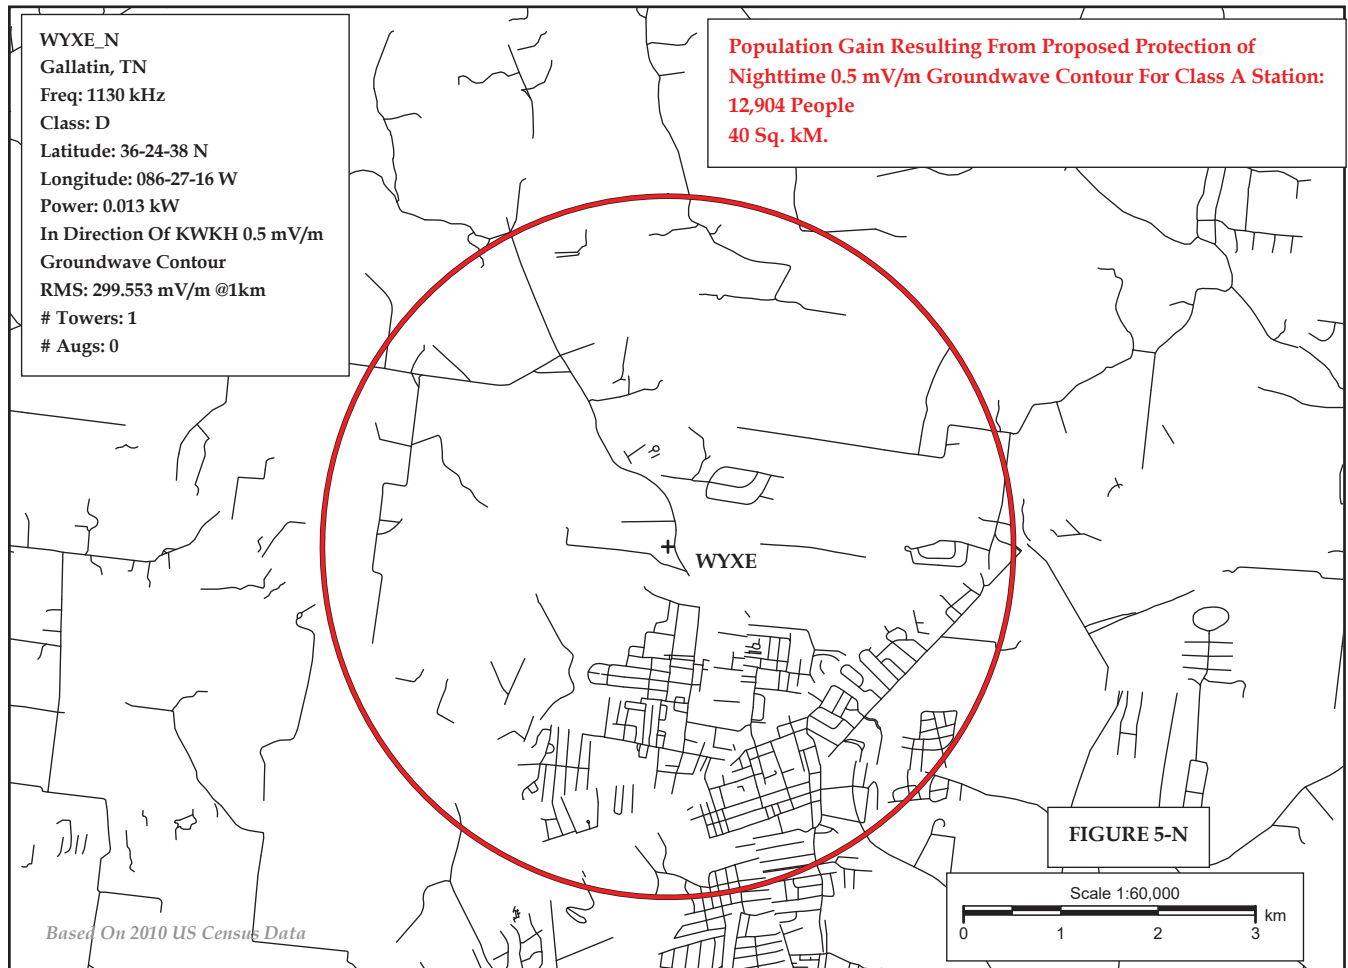 WYXE_N
Gallatin, TN
Freq: 1130 kHz
Class: D
Latitude: 36-24-38 N
Longitude: 086-27-16 W
Power: 0.013 kW
In Direction Of KWKH 0.5 mV/m
Groundwave Contour
RMS: 299.553 mV/m @1km
# Towers: 1
# Augs: 0
Population Gain Resulting From Proposed Protection of
Nighttime 0.5 mV/m Groundwave Contour For Class A Station:
12,904 People
40 Sq. kM.
WYXE
FIGURE 5-N
Scale 1:60,000
km
0 1 2 3
Based On 2010 US Census Data